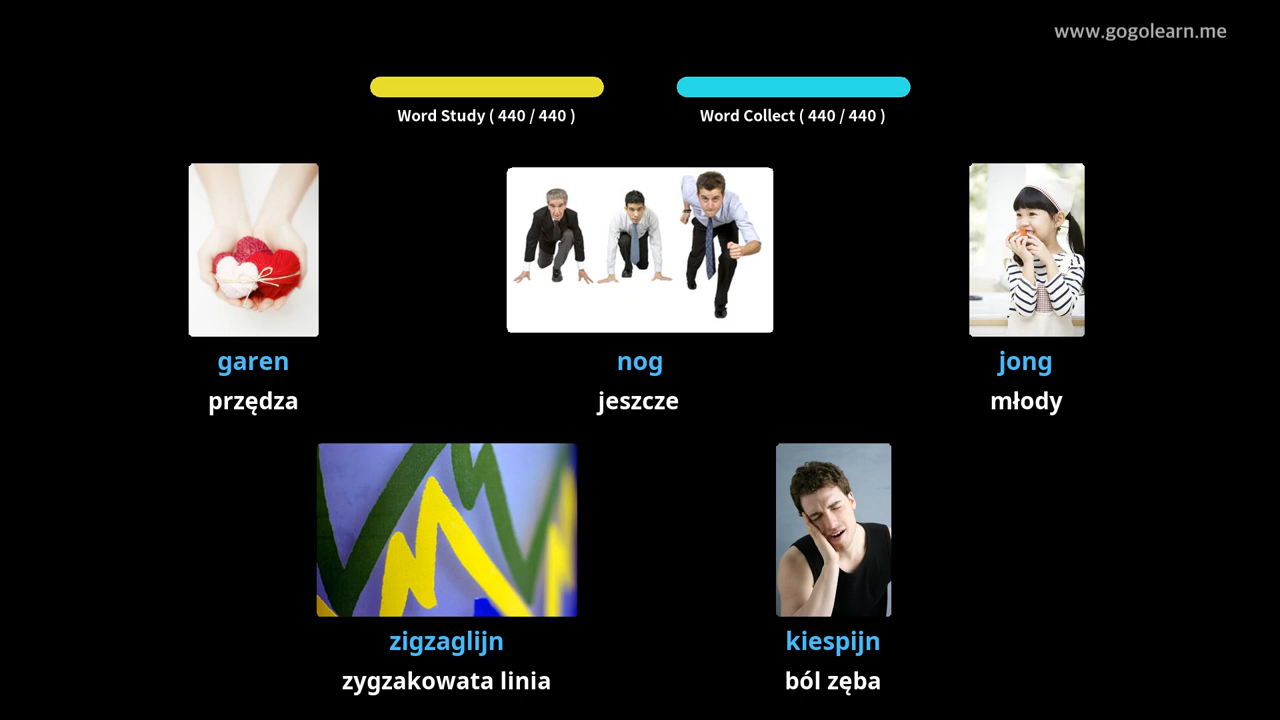 www.gogolearn.me
Word Study ( 440 / 440 )
Word Collect ( 440 / 440 )
garen
przędza
nog
jeszcze
jong
młody
zigzaglijn
zygzakowata linia
kiespijn
ból zęba